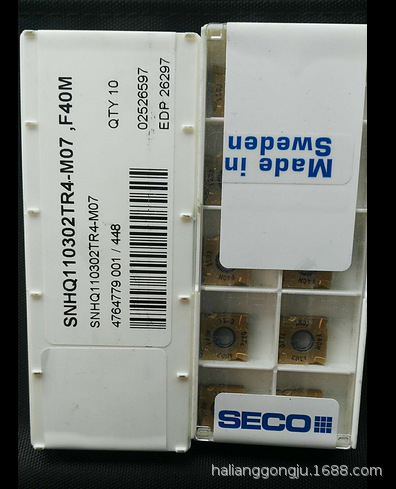 SNHQ110302TR4-M07 ,F40M
SNHQ110302TR4-M07
4764779 001 / 448
QTY 10
02526597
EDP 26297
Made in
Sweden
SECO
halianggongju.1688.com